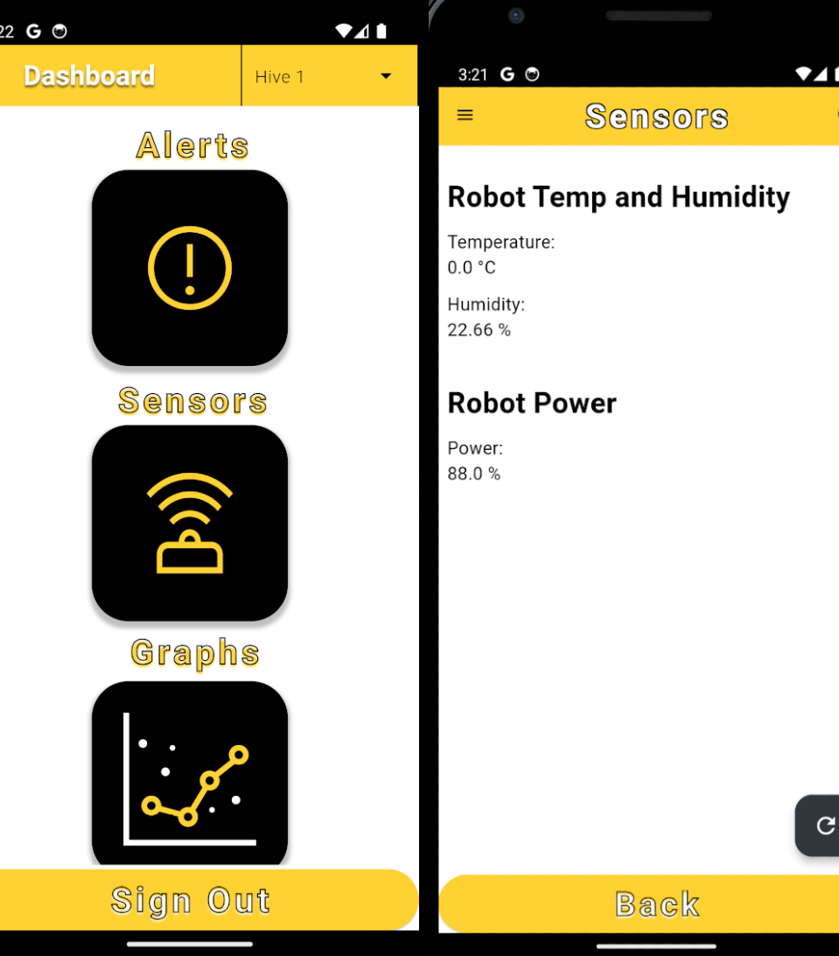 22 G
Dashboard
Hive 1
Alerts
Sensors
Graphs
Sign Out
3:21 G
Sensors
Robot Temp and Humidity
Temperature:
0.0 °C
Humidity:
22.66 %
Robot Power
Power:
88.0 %
Back